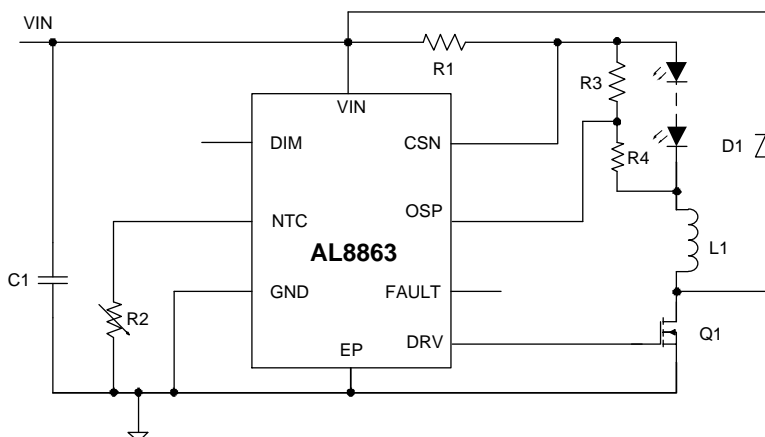 VIN
R1
R3
VIN
DIM
CSN
R4
D1
NTC
OSP
AL8863
L1
C1
GND
FAULT
R2
EP
DRV
Q1